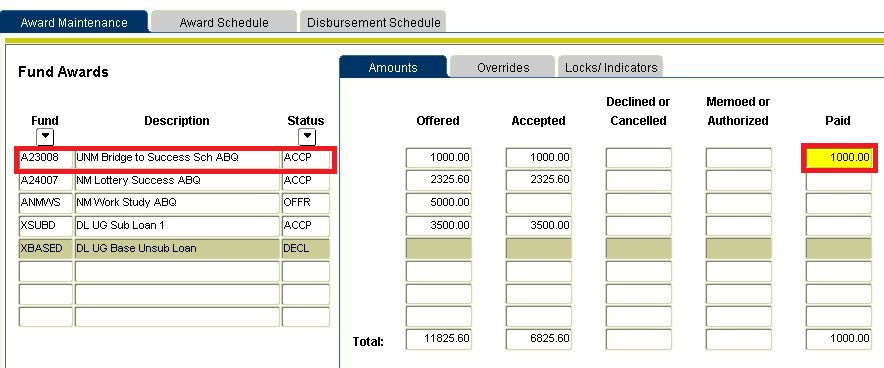 Award Maintenance Award Schedule Disbursement Schedule
Fund Awards
Amounts Overrides Locks/ Indicators
Declined or Memoed or
Fund Description Status Offered Accepted Cancelled Authorized Paid
A23008 UNM Bridge to Success Sch ABQ ACCP 1000.00 1000.00 1000.00
A24007 NM Lottery Success ABQ ACCP 2325.60 2325.60
ANMWS NM Work Study ABQ OFFR 5000.00
XSUBD DL UG Sub Loan 1 ACCP 3500.00 3500.00
XBASED DL UG Base Unsub Loan DECL
Total: 11825.60 6825.60 1000.00